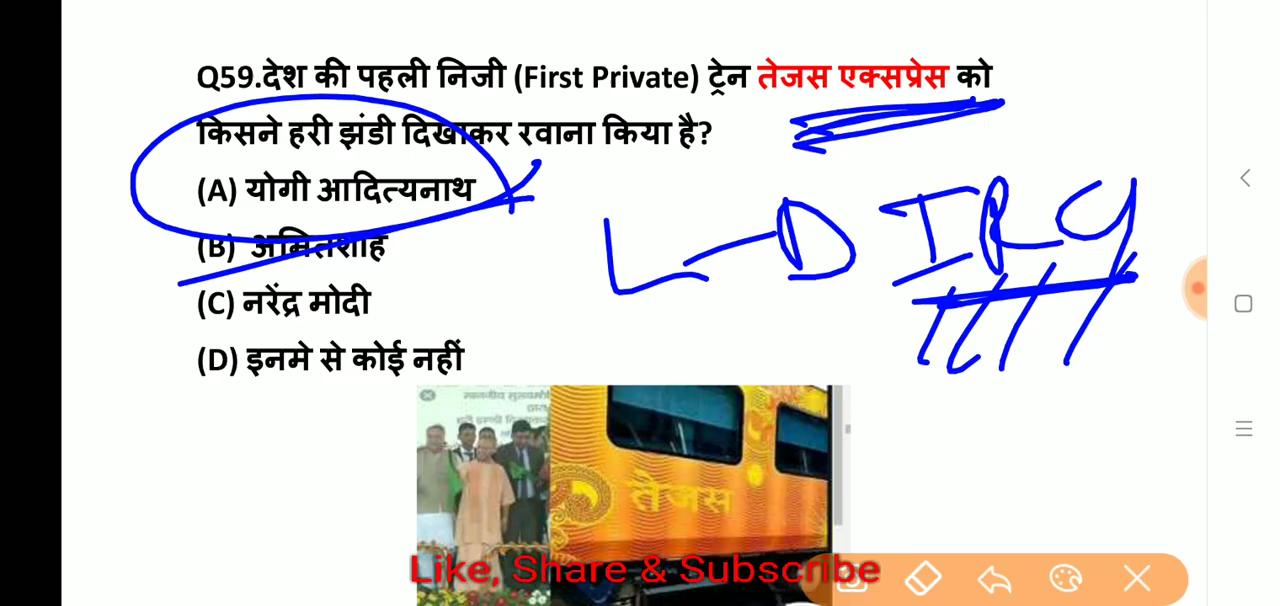 Q59.देश की पहली निजी (First Private) ट्रेन तेजस एक्सप्रेस को
किसने हरी झंडी दिखाकर रवाना किया है?
(A) योगी आदित्यनाथ
(B) अमितशाह
(C) नरेंद्र मोदी
(D) इनमे से कोई नहीं
L-D
तेजस
Like, Share & Subscribe